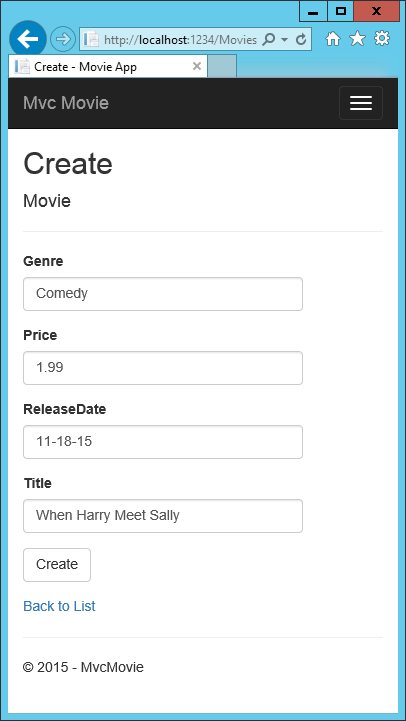 http://localhost:1234/Movies
Create - Movie App
Mvc Movie
Create
Movie
Genre
Comedy
Price
1.99
ReleaseDate
11-18-15
Title
When Harry Meet Sally
Create
Back to List
© 2015 - MvcMovie